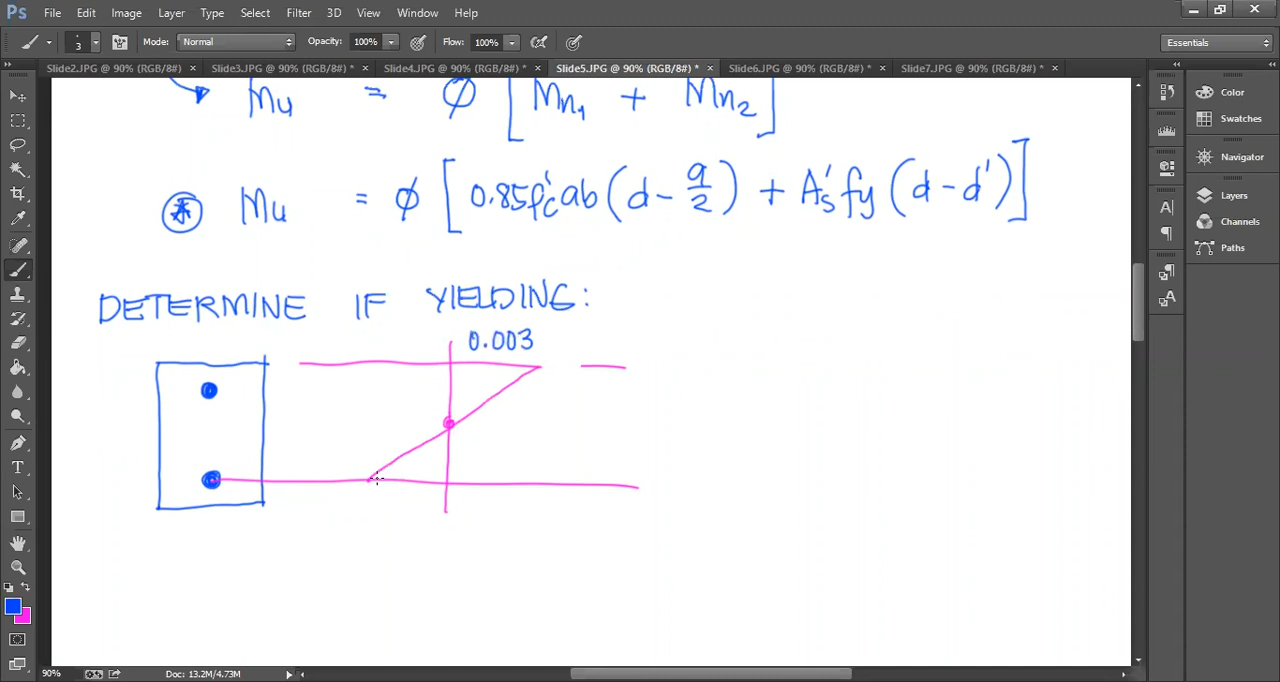 Ps File Edit Image Layer Type Select Filter 3D View Window Help
3 Mode: Normal Opacity: 100% Flow: 100% Essentials
Slide2.JPG @ 90% (RGB/8#) × Slide3.JPG @ 90% (RGB/8#) * × Slide4.JPG @ 90% (RGB/8#) * × Slide5.JPG @ 90% (RGB/8#) * × Slide6.JPG @ 90% (RGB/8#) * × Slide7.JPG @ 90% (RGB/8#) * ×
Mu = φ [Mn1 + Mn2]
Mu = φ [0.85f'c ab (d - a/2) + A's fy (d - d')]
DETERMINE IF YIELDING:
0.003
Color
Swatches
Navigator
Layers
Channels
Paths
90% Doc: 13.2M/4.73M